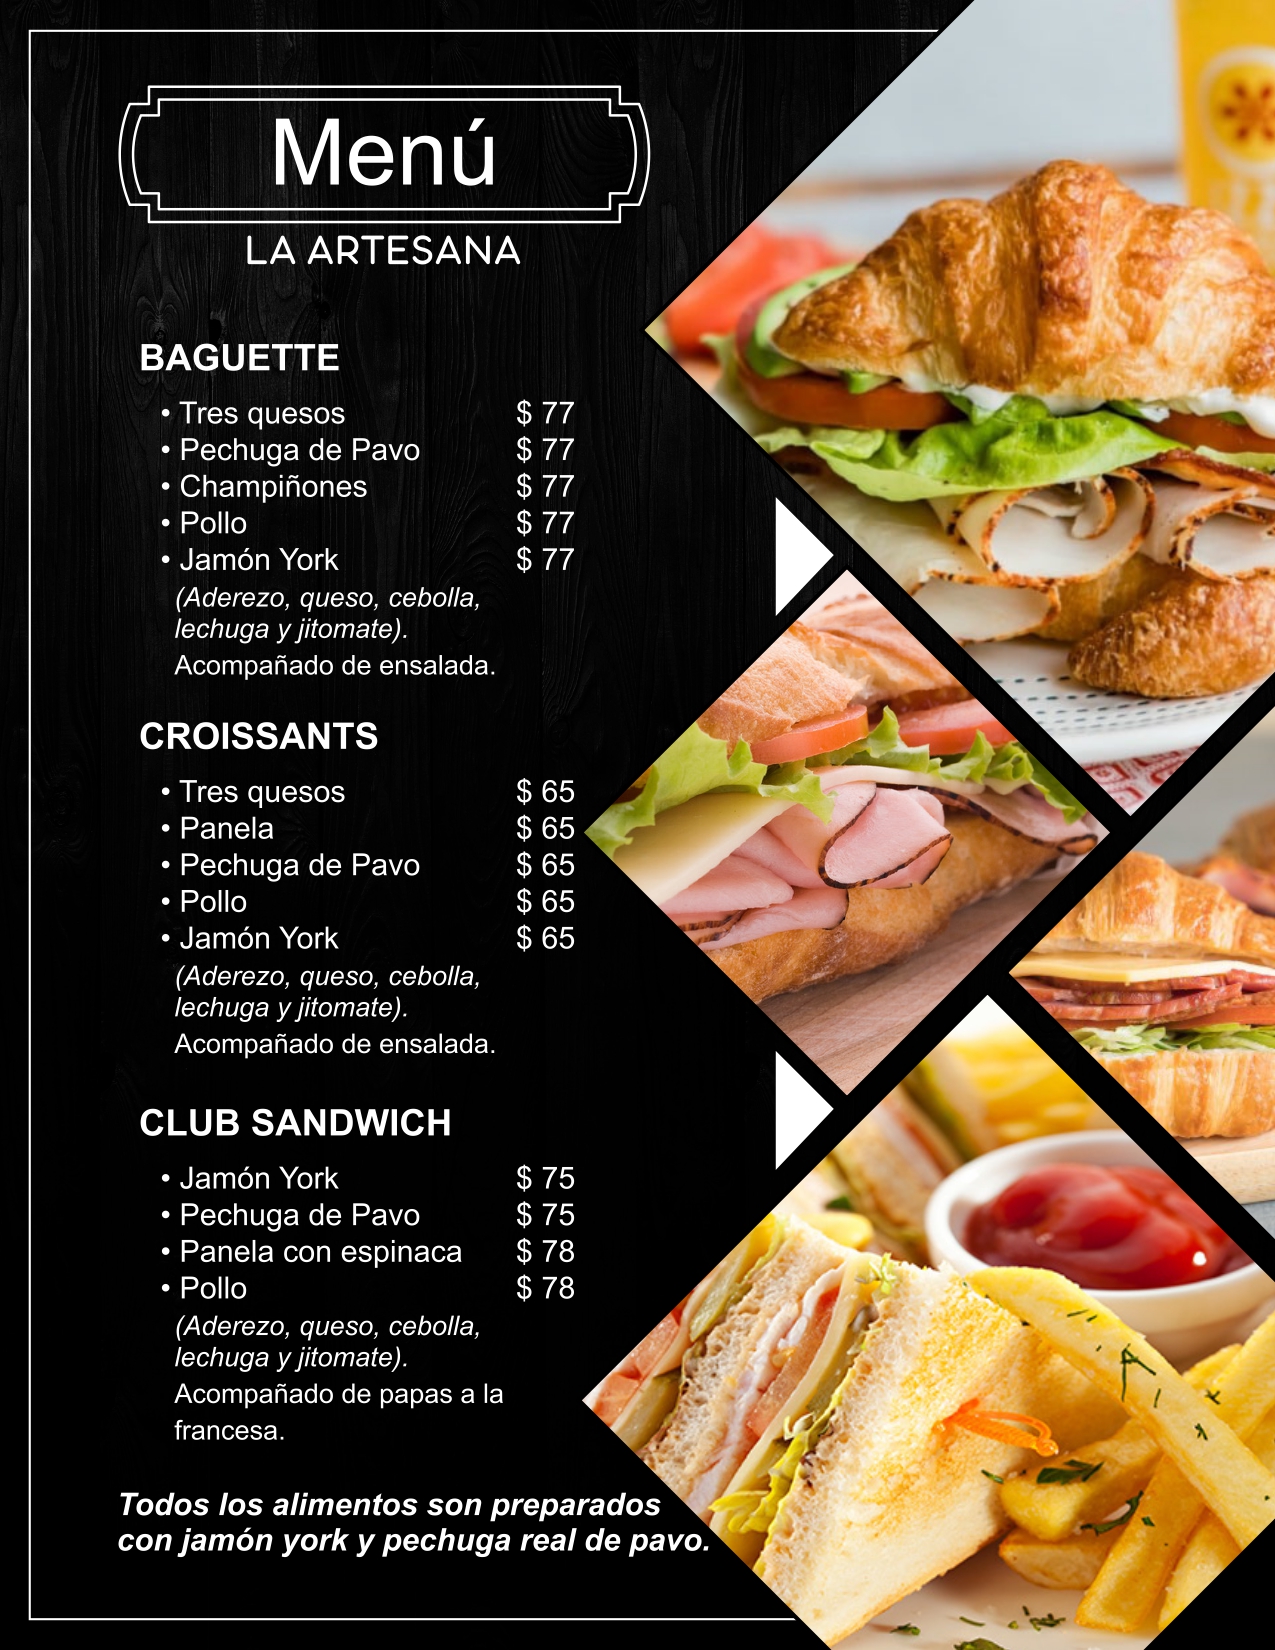 Menú
LA ARTESANA
BAGUETTE
• Tres quesos $ 77
• Pechuga de Pavo $ 77
• Champiñones $ 77
• Pollo $ 77
• Jamón York $ 77
(Aderezo, queso, cebolla,
lechuga y jitomate).
Acompañado de ensalada.
CROISSANTS
• Tres quesos $ 65
• Panela $ 65
• Pechuga de Pavo $ 65
• Pollo $ 65
• Jamón York $ 65
(Aderezo, queso, cebolla,
lechuga y jitomate).
Acompañado de ensalada.
CLUB SANDWICH
• Jamón York $ 75
• Pechuga de Pavo $ 75
• Panela con espinaca $ 78
• Pollo $ 78
(Aderezo, queso, cebolla,
lechuga y jitomate).
Acompañado de papas a la
francesa.
Todos los alimentos son preparados
con jamón york y pechuga real de pavo.